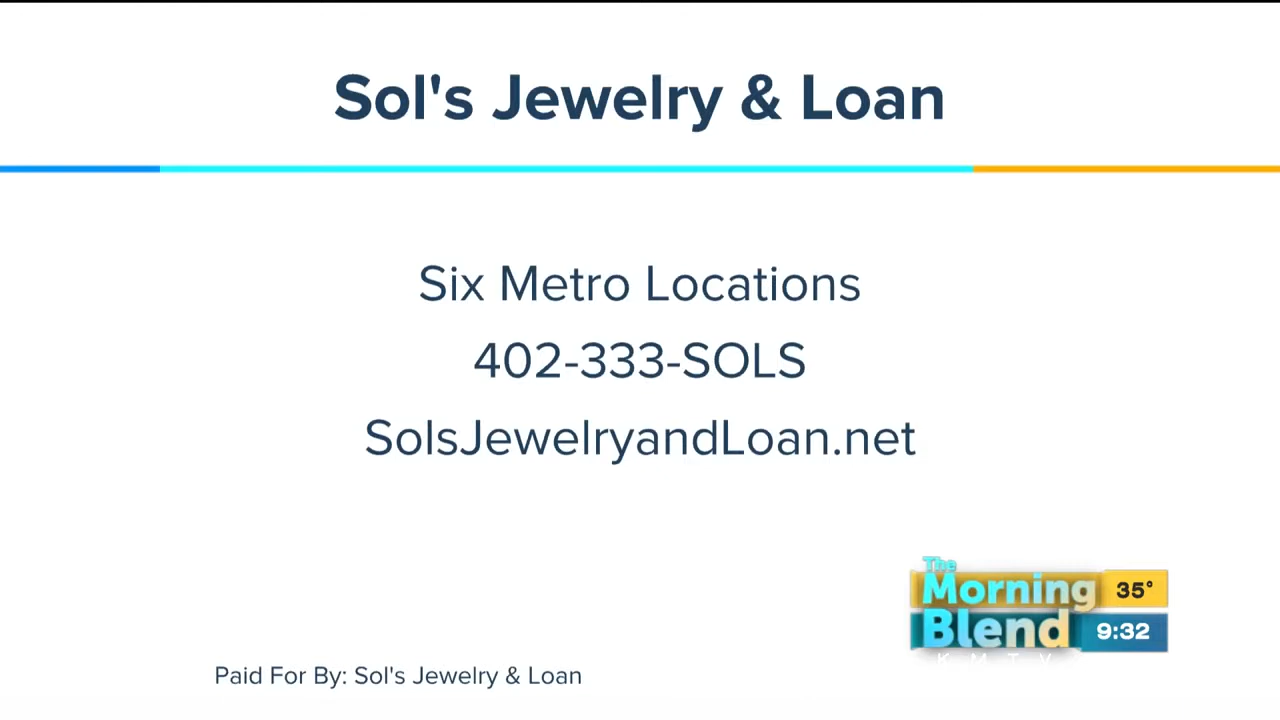 Sol's Jewelry & Loan
Six Metro Locations
402-333-SOLS
SolsJewelryandLoan.net
The
Morning
35°
Blend
9:32
KMTV
Paid For By: Sol's Jewelry & Loan